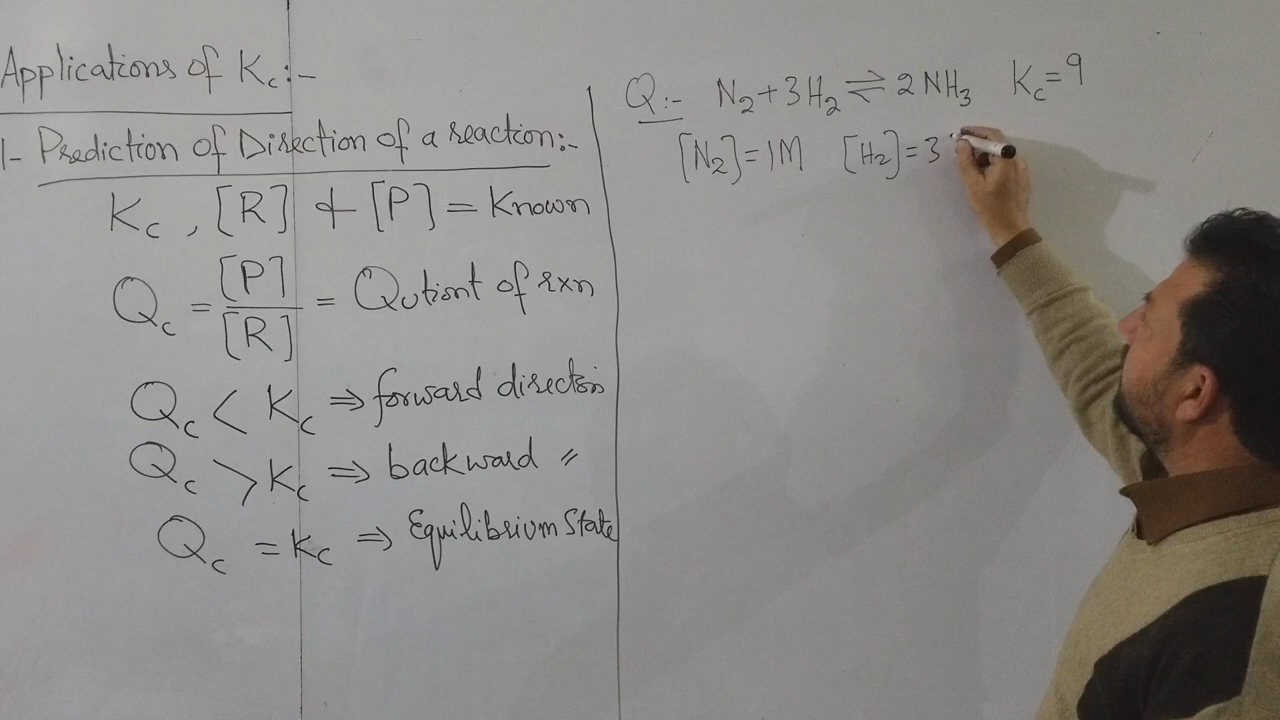 Applications of Kc:-
1- Prediction of Direction of a reaction:-
Kc, [R] & [P] = Known
Qc = [P] / [R] = Qutiont of rxn
Qc < Kc ⇒ forward direction
Qc > Kc ⇒ backward 〃
Qc = Kc ⇒ Equilibrium State
Q:- N2 + 3H2 ⇌ 2NH3 Kc = 9
[N2] = 1M [H2] = 3